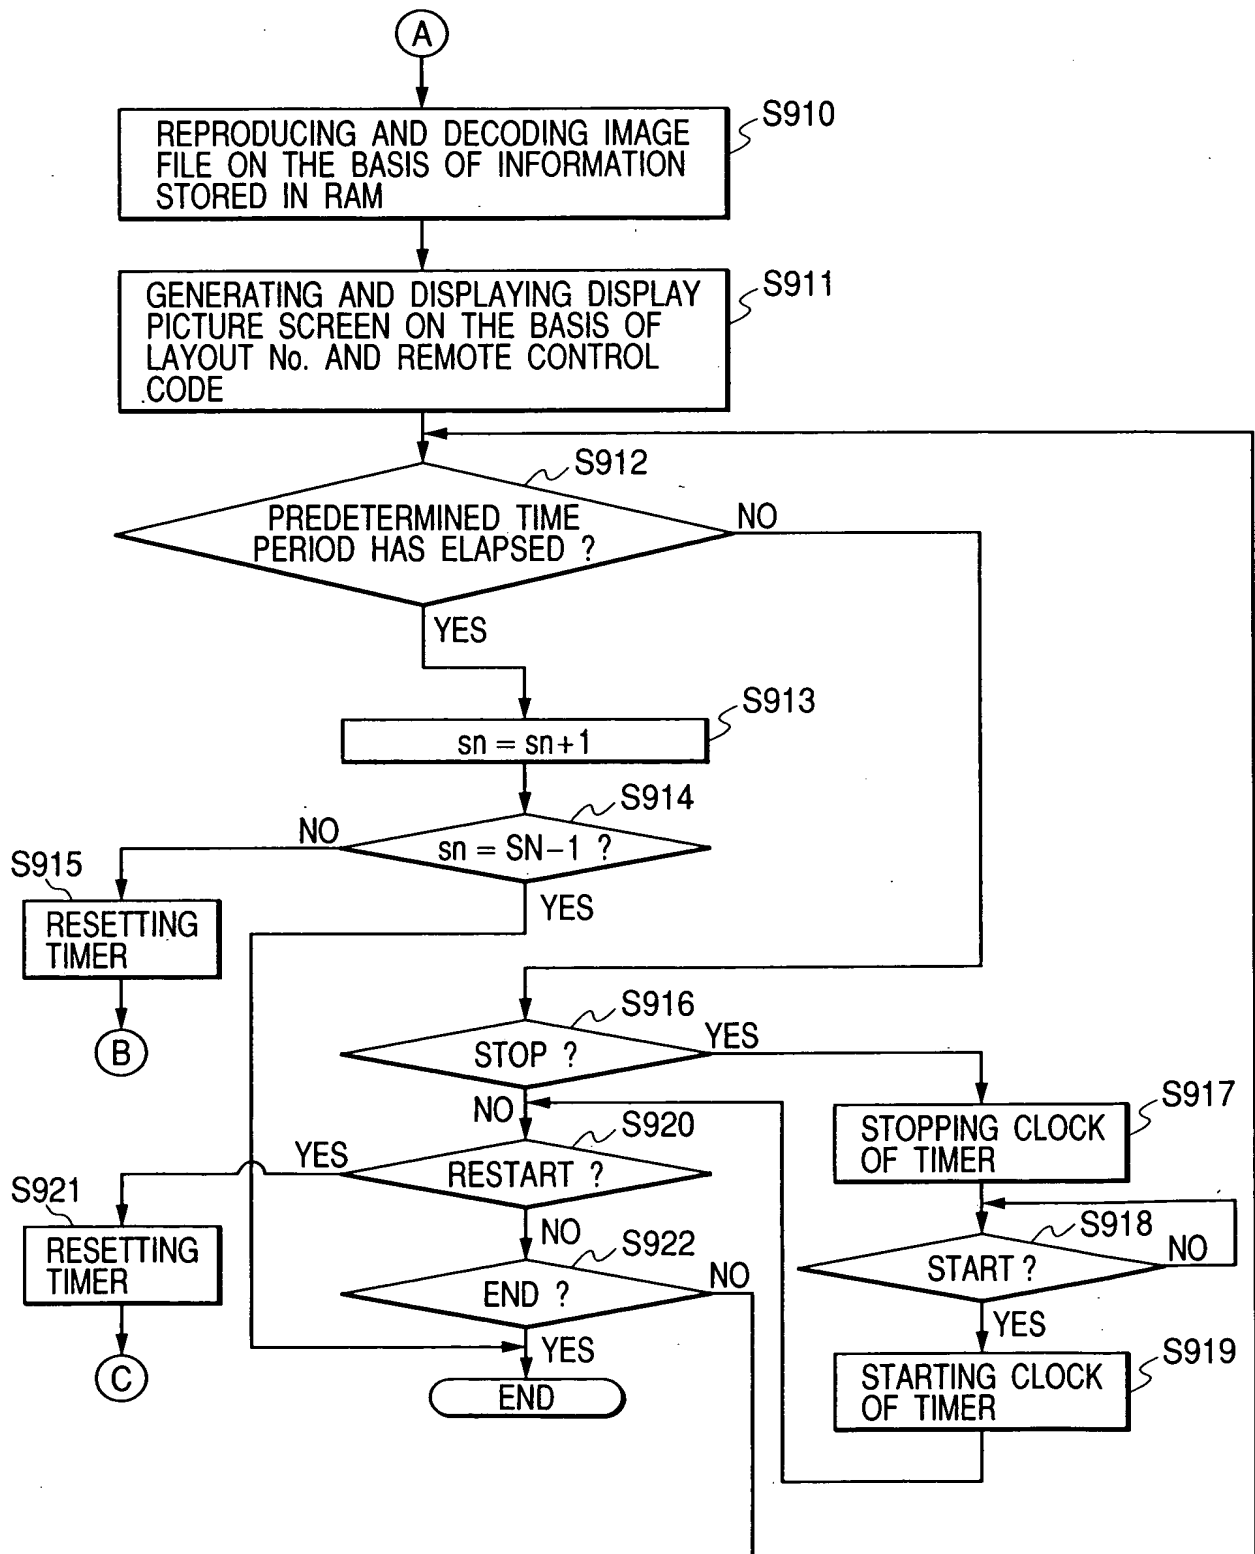 A
REPRODUCING AND DECODING IMAGE
FILE ON THE BASIS OF INFORMATION
STORED IN RAM
S910
GENERATING AND DISPLAYING DISPLAY
PICTURE SCREEN ON THE BASIS OF
LAYOUT No. AND REMOTE CONTROL
CODE
S911
S912
PREDETERMINED TIME
PERIOD HAS ELAPSED ?
NO
YES
S913
sn = sn+1
S914
sn = SN-1 ?
NO
YES
S915
RESETTING
TIMER
B
S916
STOP ?
YES
NO
S917
STOPPING CLOCK
OF TIMER
S920
RESTART ?
YES
NO
S921
RESETTING
TIMER
C
S918
START ?
NO
YES
S922
END ?
NO
YES
END
S919
STARTING CLOCK
OF TIMER